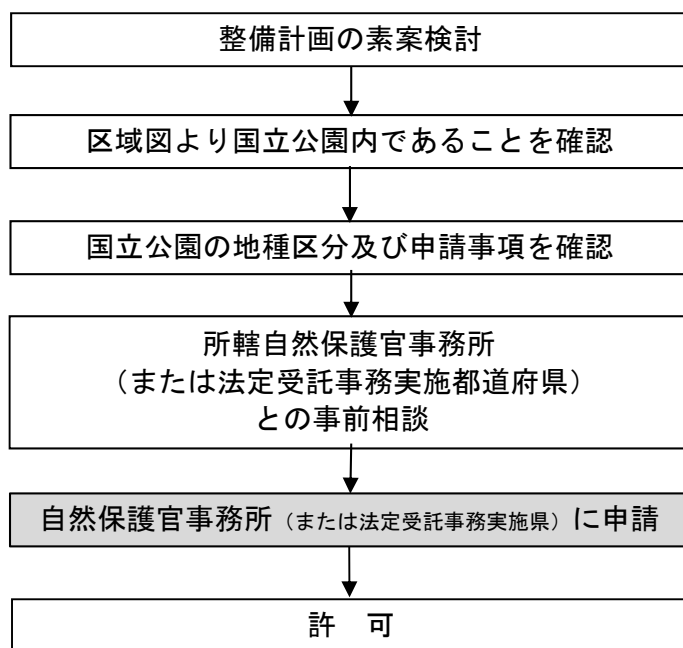 整備計画の素案検討
区域図より国立公園内であることを確認
国立公園の地種区分及び申請事項を確認
所轄自然保護官事務所
（または法定受託事務実施都道府県）
との事前相談
自然保護官事務所（または法定受託事務実施県）に申請
許　可